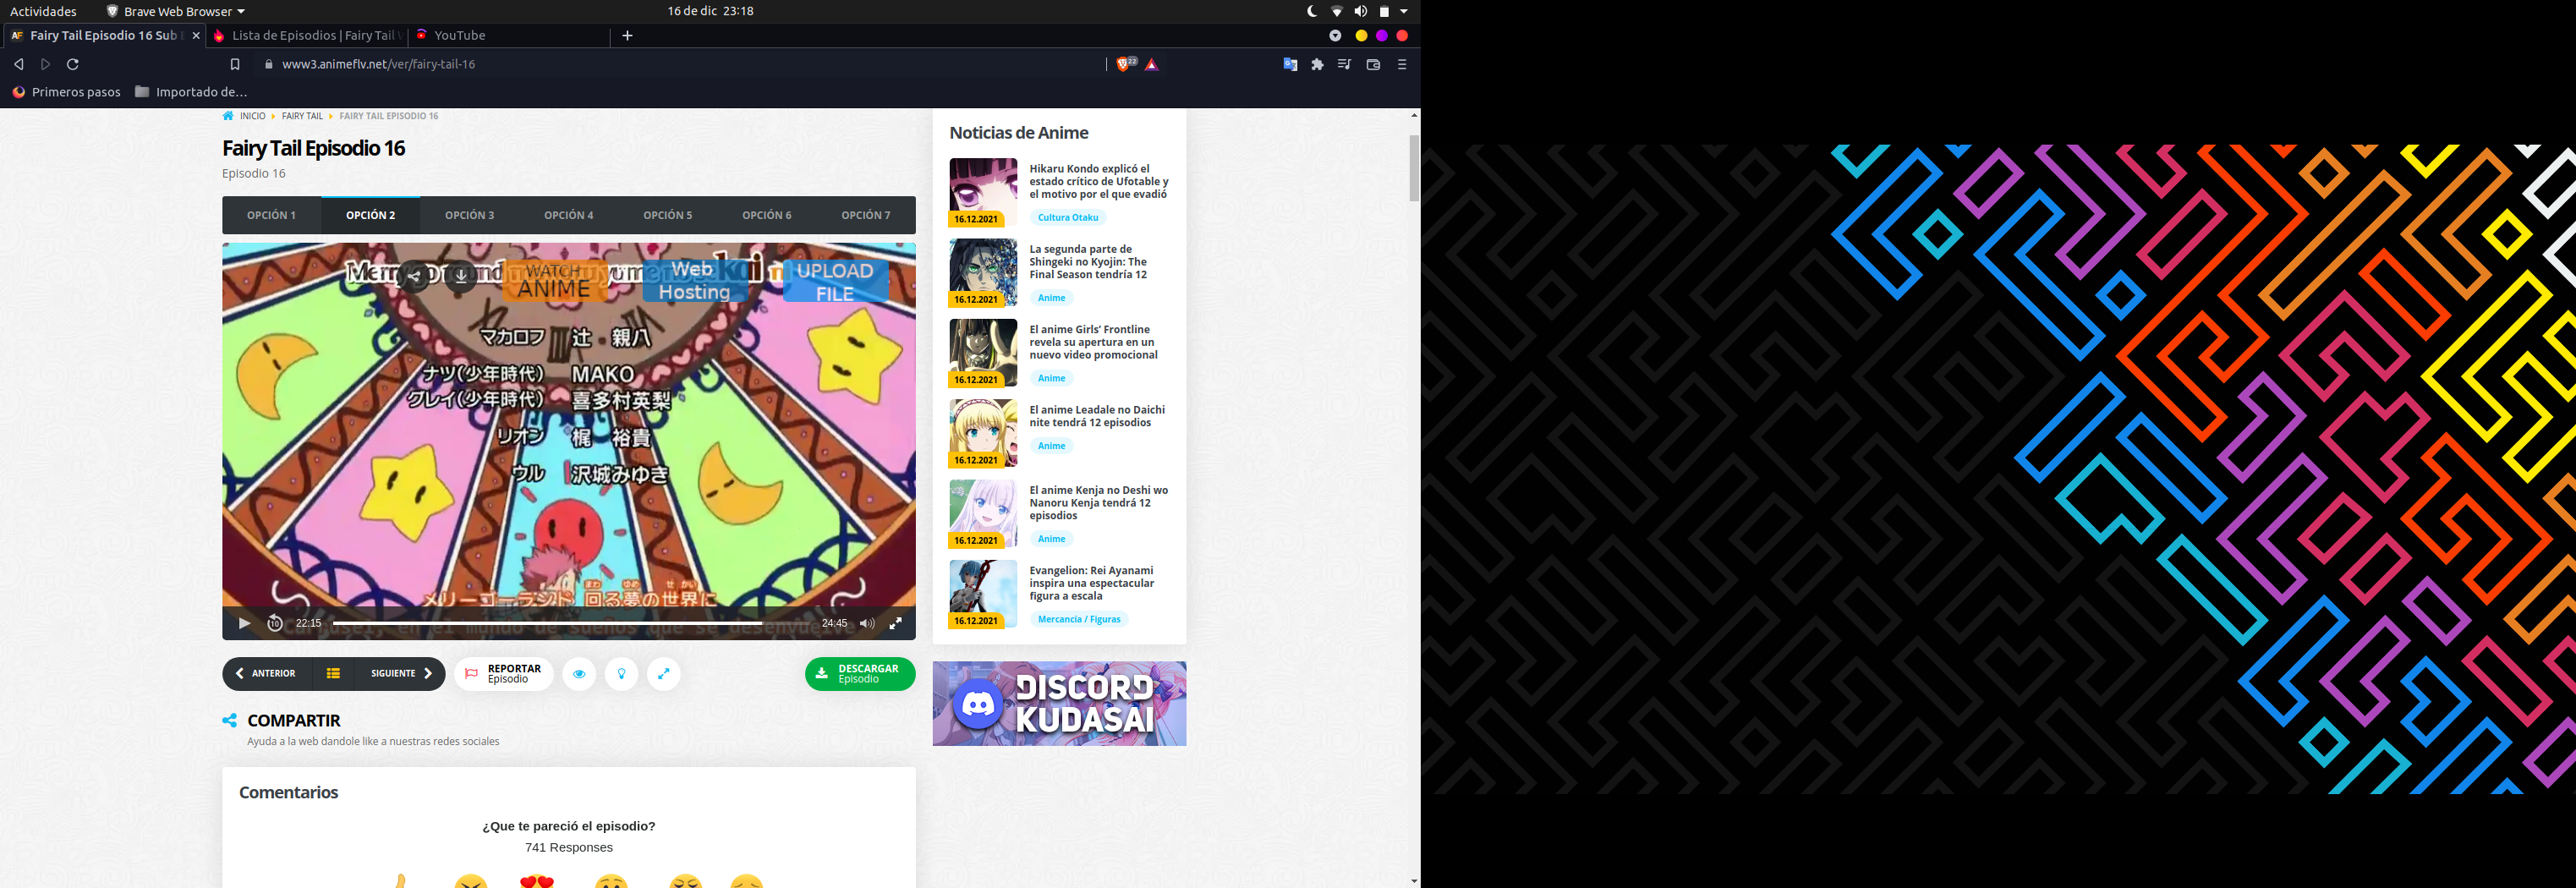 Actividades
Brave Web Browser
16 de dic 23:18
Fairy Tail Episodio 16 Sub
Lista de Episodios | Fairy Tail
YouTube
www3.animeflv.net/ver/fairy-tail-16
22
Primeros pasos
Importado de…
INICIO
FAIRY TAIL
FAIRY TAIL EPISODIO 16
Fairy Tail Episodio 16
Episodio 16
OPCIÓN 1
OPCIÓN 2
OPCIÓN 3
OPCIÓN 4
OPCIÓN 5
OPCIÓN 6
OPCIÓN 7
WATCH
ANIME
Web
Hosting
UPLOAD
FILE
マカロフ 辻 親八
ナツ(少年時代) MAKO
グレイ(少年時代) 喜多村英梨
リオン 梶 裕貴
ウル 沢城みゆき
まわ ゆめ せ かい
メリーゴーランド 回る夢の世界に
10
22:15
24:45
ANTERIOR
SIGUIENTE
REPORTAR
Episodio
DESCARGAR
Episodio
COMPARTIR
Ayuda a la web dandole like a nuestras redes sociales
Comentarios
¿Que te pareció el episodio?
741 Responses
Noticias de Anime
Hikaru Kondo explicó el
estado crítico de Ufotable y
el motivo por el que evadió
16.12.2021
Cultura Otaku
La segunda parte de
Shingeki no Kyojin: The
Final Season tendría 12
16.12.2021
Anime
El anime Girls’ Frontline
revela su apertura en un
nuevo video promocional
16.12.2021
Anime
El anime Leadale no Daichi
nite tendrá 12 episodios
16.12.2021
Anime
El anime Kenja no Deshi wo
Nanoru Kenja tendrá 12
episodios
16.12.2021
Anime
Evangelion: Rei Ayanami
inspira una espectacular
figura a escala
16.12.2021
Mercancía / Figuras
DISCORD
KUDASAI